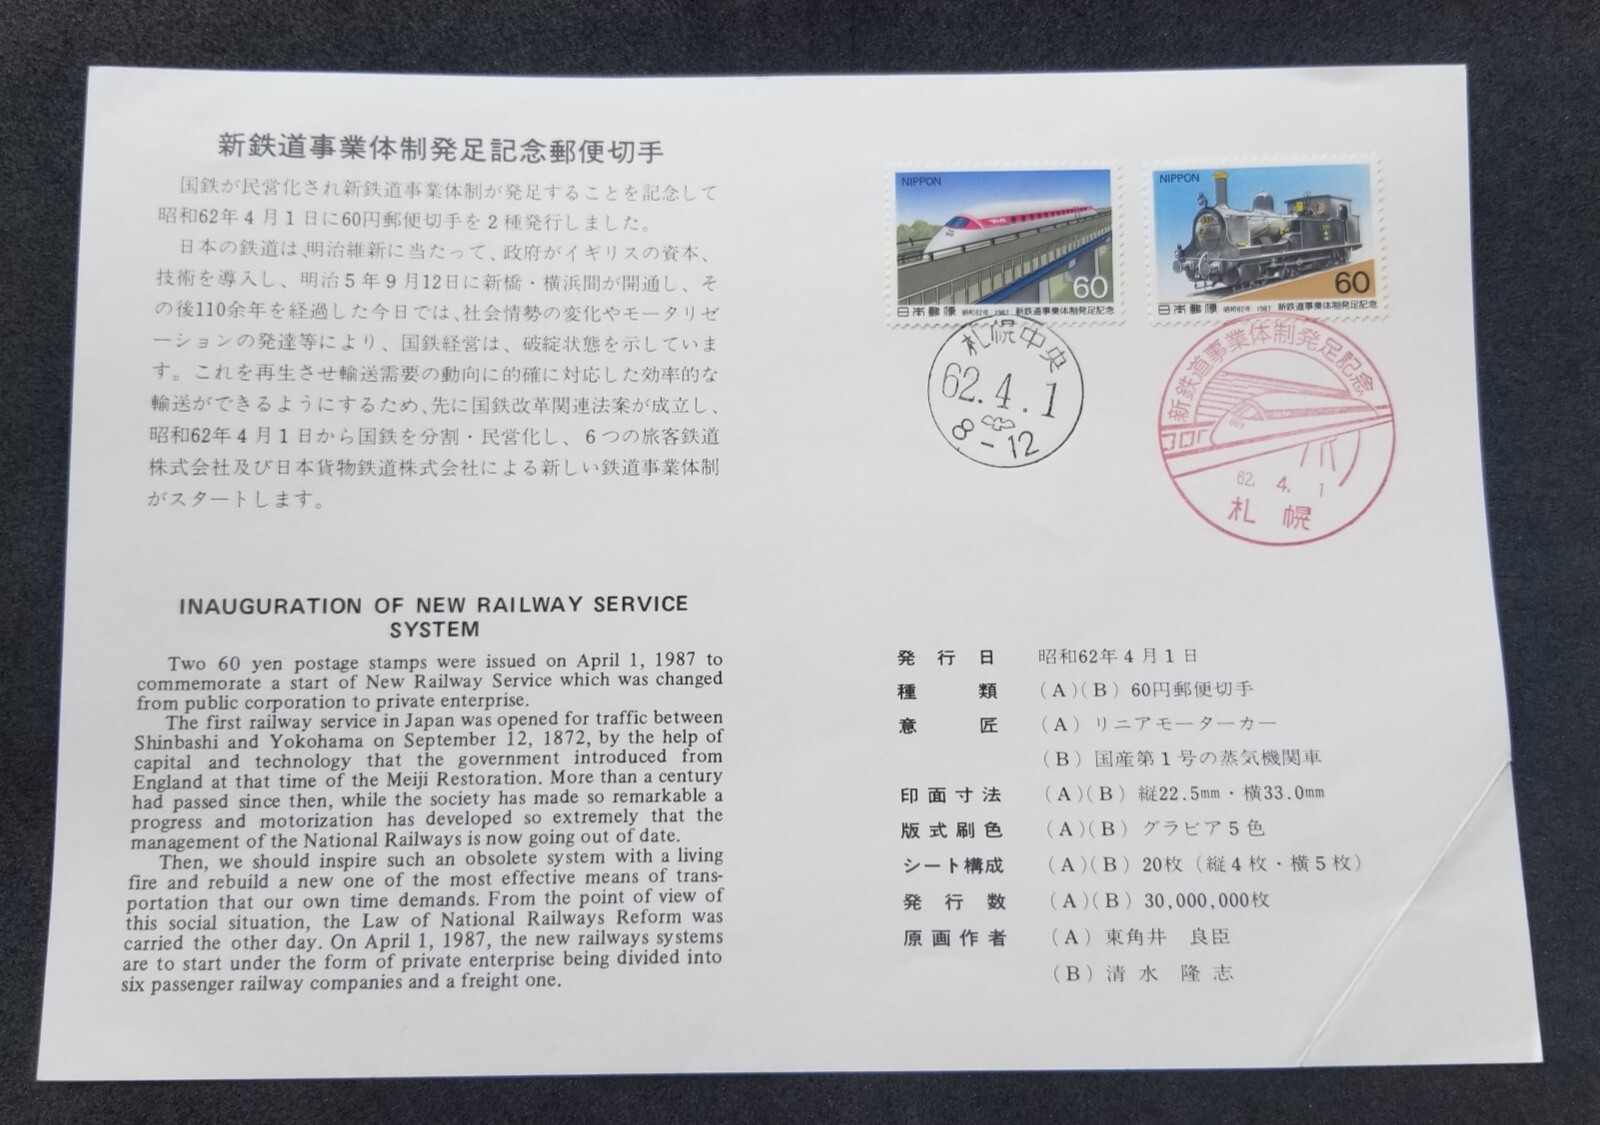 新鉄道事業体制発足記念郵便切手
国鉄が民営化され新鉄道事業体制が発足することを記念して
昭和62年4月1日に60円郵便切手を2種発行しました。
日本の鉄道は、明治維新に当たって、政府がイギリスの資本、
技術を導入し、明治5年9月12日に新橋・横浜間が開通し、そ
の後110余年を経過した今日では、社会情勢の変化やモータリゼ
ーションの発達等により、国鉄経営は、破綻状態を示していま
す。これを再生させ輸送需要の動向に的確に対応した効率的な
輸送ができるようにするため、先に国鉄改革関連法案が成立し、
昭和62年4月1日から国鉄を分割・民営化し、6つの旅客鉄道
株式会社及び日本貨物鉄道株式会社による新しい鉄道事業体制
がスタートします。
INAUGURATION OF NEW RAILWAY SERVICE
SYSTEM
Two 60 yen postage stamps were issued on April 1, 1987 to
commemorate a start of New Railway Service which was changed
from public corporation to private enterprise.
The first railway service in Japan was opened for traffic between
Shinbashi and Yokohama on September 12, 1872, by the help of
capital and technology that the government introduced from
England at that time of the Meiji Restoration. More than a century
had passed since then, while the society has made so remarkable a
progress and motorization has developed so extremely that the
management of the National Railways is now going out of date.
Then, we should inspire such an obsolete system with a living
fire and rebuild a new one of the most effective means of trans-
portation that our own time demands. From the point of view of
this social situation, the Law of National Railways Reform was
carried the other day. On April 1, 1987, the new railways systems
are to start under the form of private enterprise being divided into
six passenger railway companies and a freight one.
NIPPON
60
日本郵便 昭和62年 1987 新鉄道事業体制発足記念
NIPPON
60
日本郵便 昭和62年 1987 新鉄道事業体制発足記念
札幌中央
62.4.1
8-12
新鉄道事業体制発足記念
62. 4. 1
札幌
発行日 昭和62年4月1日
種類 (A)(B) 60円郵便切手
意匠 (A) リニアモーターカー
(B) 国産第1号の蒸気機関車
印面寸法 (A)(B) 縦22.5mm・横33.0mm
版式刷色 (A)(B) グラビア5色
シート構成 (A)(B) 20枚(縦4枚・横5枚)
発行数 (A)(B) 30,000,000枚
原画作者 (A) 東角井 良臣
(B) 清水 隆志